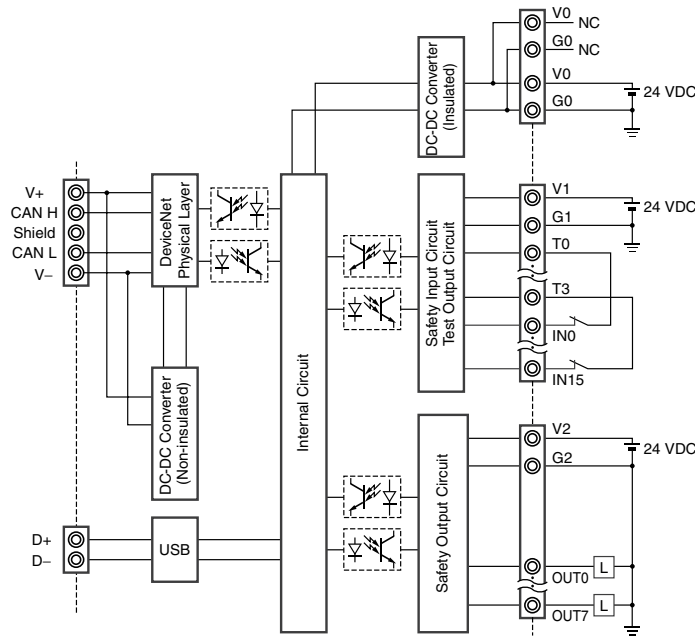 V0
NC
G0
NC
V0
24 VDC
G0
DC-DC Converter
(Insulated)
V+
CAN H
Shield
CAN L
V–
DeviceNet
Physical Layer
DC-DC Converter
(Non-insulated)
D+
D–
USB
Internal Circuit
Safety Input Circuit
Test Output Circuit
V1
24 VDC
G1
T0
T3
IN0
IN15
Safety Output Circuit
V2
24 VDC
G2
OUT0
L
OUT7
L